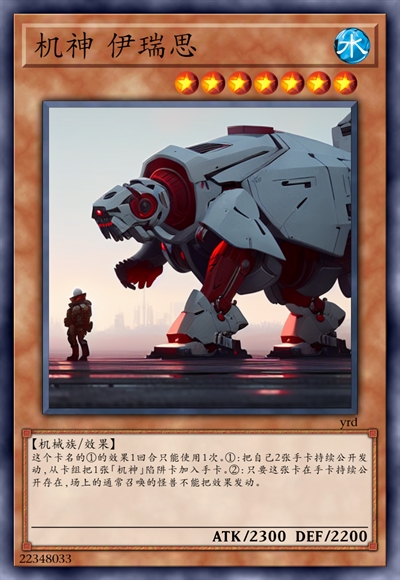 机神 伊瑞思
水
yrd
【机械族/效果】
这个卡名的①的效果1回合只能使用1次。①:把自己2张手卡持续公开发
动,从卡组把1张「机神」陷阱卡加入手卡。②:只要这张卡在手卡持续公
开存在,场上的通常召唤的怪兽不能把效果发动。
ATK/2300 DEF/2200
22348033